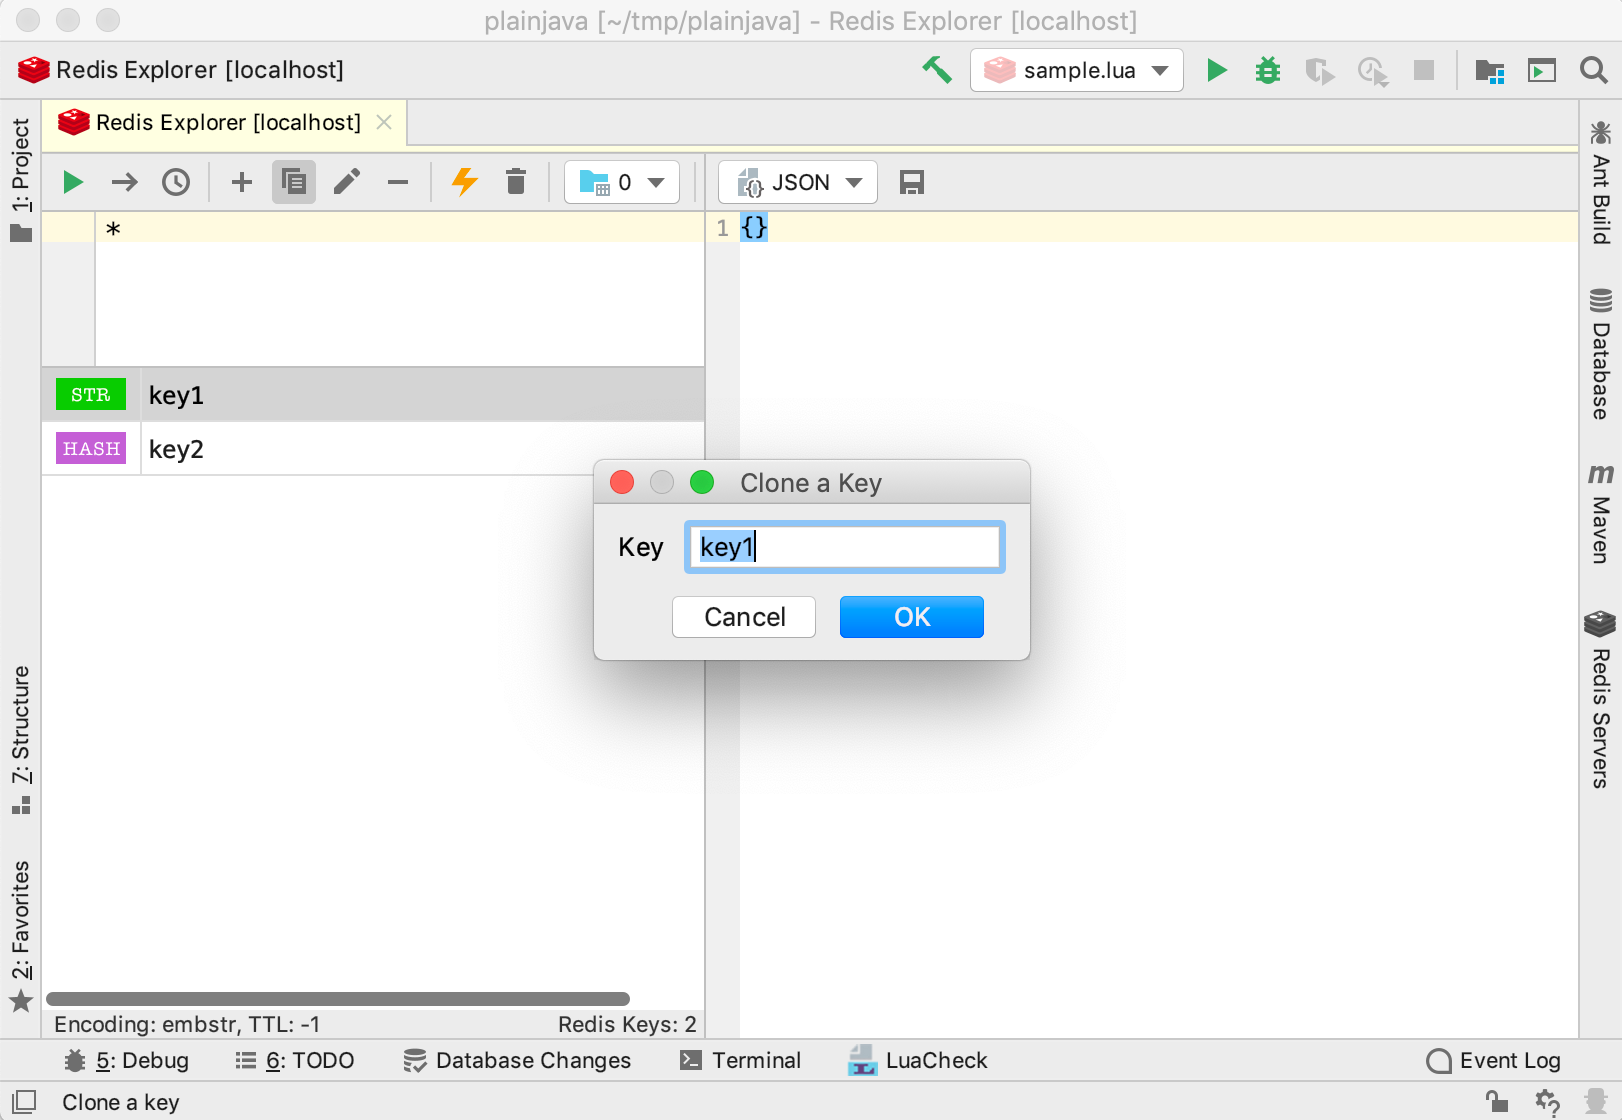 plainjava [~/tmp/plainjava] - Redis Explorer [localhost]
Redis Explorer [localhost]
sample.lua
Redis Explorer [localhost]
0
JSON
*
1 {}
STR key1
HASH key2
Clone a Key
Key key1
Cancel OK
1: Project
7: Structure
2: Favorites
Ant Build
Database
m Maven
Redis Servers
Encoding: embstr, TTL: -1 Redis Keys: 2
5: Debug 6: TODO Database Changes Terminal LuaCheck Event Log
Clone a key